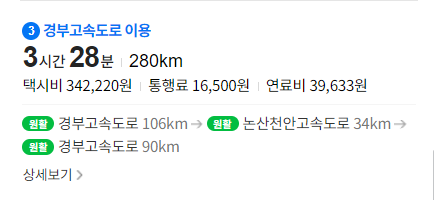 3 경부고속도로 이용
3시간 28분 280km
택시비 342,220원 통행료 16,500원 연료비 39,633원
원활 경부고속도로 106km → 원활 논산천안고속도로 34km →
원활 경부고속도로 90km
상세보기 >